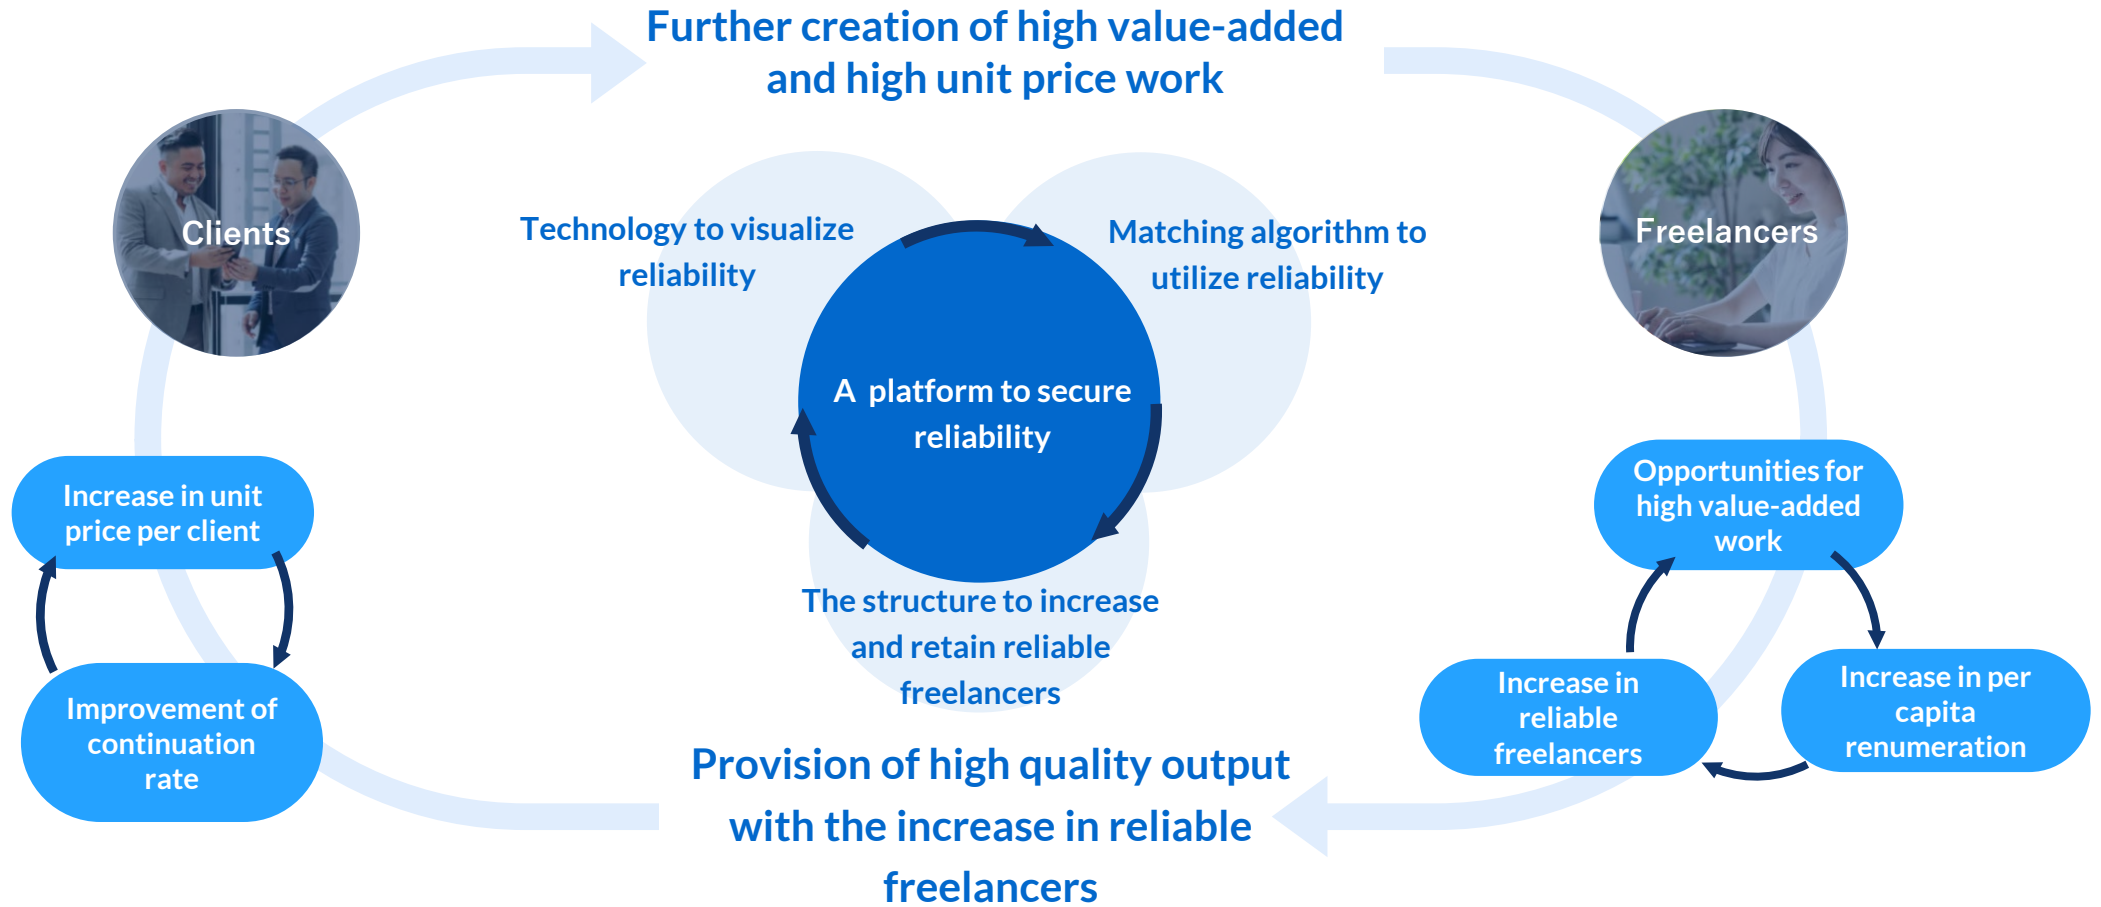 Further creation of high value-added
and high unit price work
Clients
Freelancers
Technology to visualize
reliability
Matching algorithm to
utilize reliability
A platform to secure
reliability
The structure to increase
and retain reliable
freelancers
Increase in unit
price per client
Improvement of
continuation
rate
Opportunities for
high value-added
work
Increase in
reliable
freelancers
Increase in per
capita
renumeration
Provision of high quality output
with the increase in reliable
freelancers